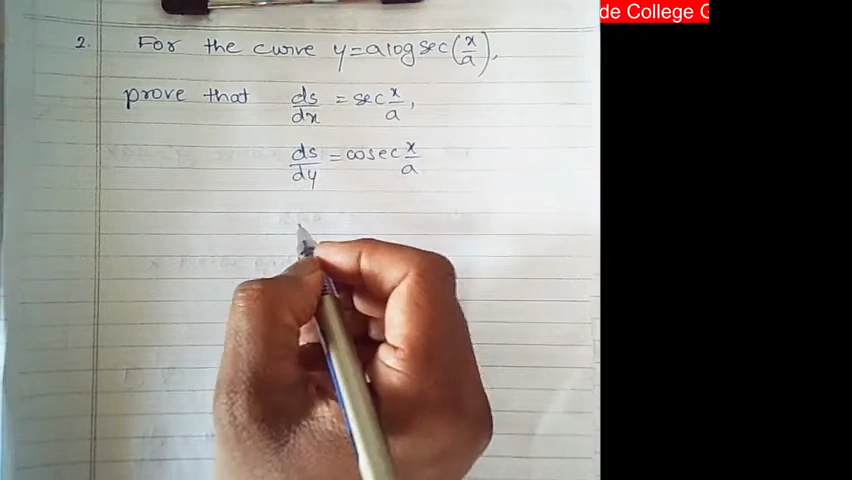 de College G
2. For the curve y=a log sec(x/a),
prove that ds/dx = sec x/a,
ds/dy = cosec x/a